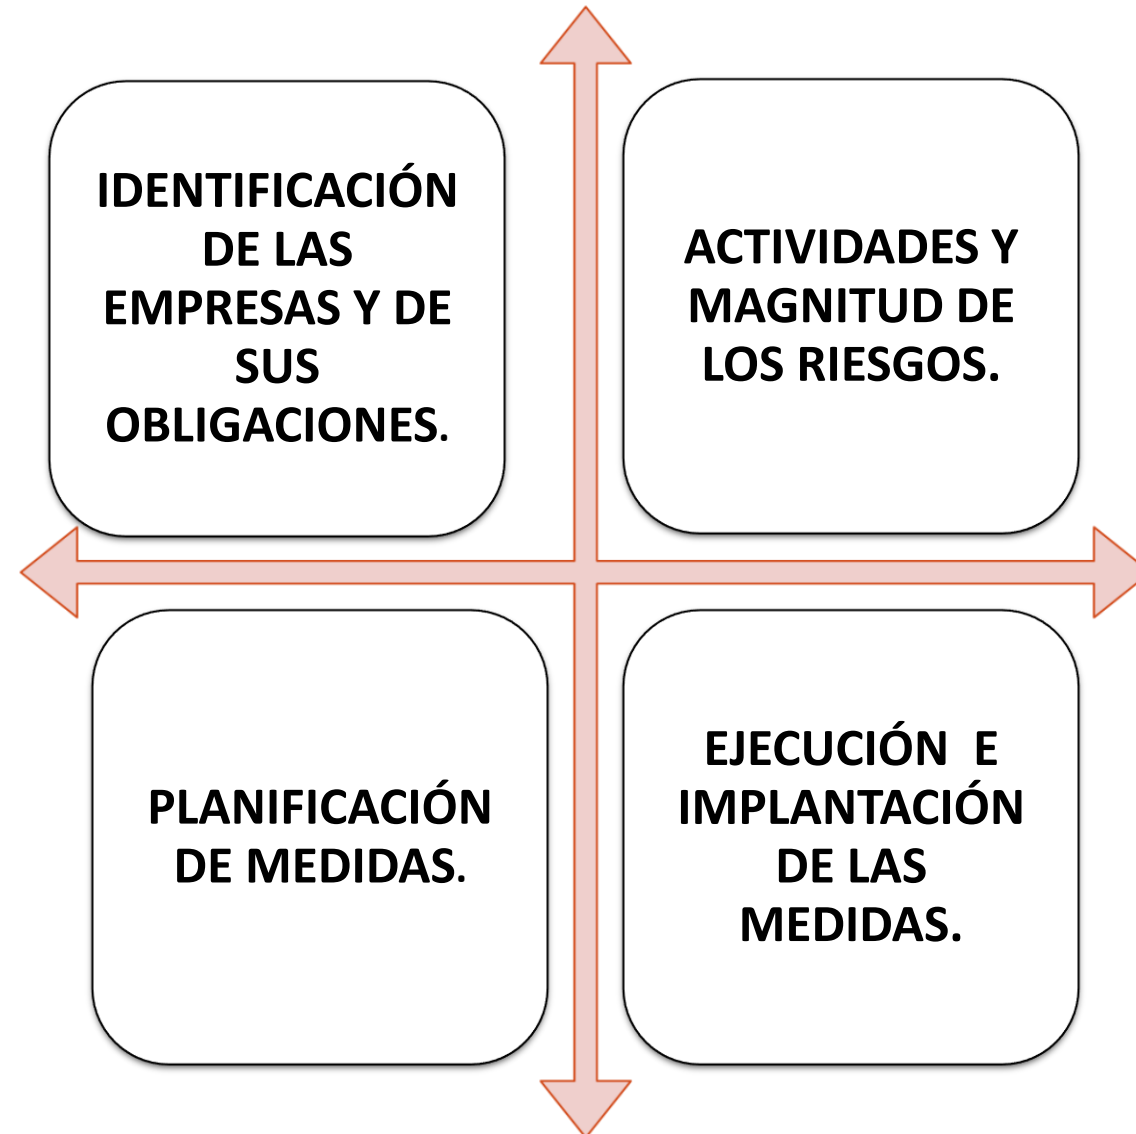 IDENTIFICACIÓN
DE LAS
EMPRESAS Y DE
SUS
OBLIGACIONES.
ACTIVIDADES Y
MAGNITUD DE
LOS RIESGOS.
PLANIFICACIÓN
DE MEDIDAS.
EJECUCIÓN  E
IMPLANTACIÓN
DE LAS
MEDIDAS.